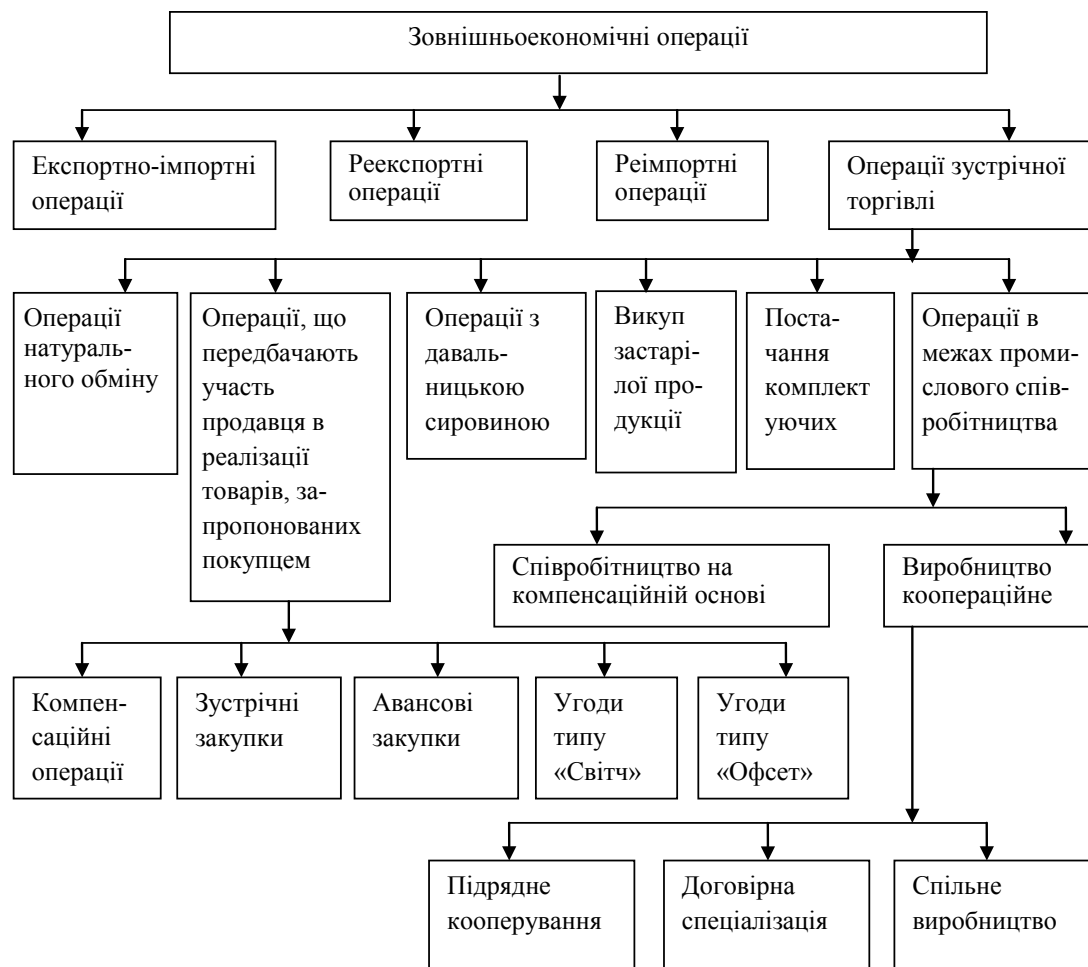 Зовнішньоекономічні операції
Експортно-імпортні
операції
Реекспортні
операції
Реімпортні
операції
Операції зустрічної
торгівлі
Операції
натураль-
ного обміну
Операції, що
передбачають
участь
продавця в
реалізації
товарів, за-
пропонованих
покупцем
Операції з
даваль-
ницькою
сировиною
Викуп
застарі-
лої про-
дукції
Поста-
чання
комплект
уючих
Операції в
межах проми-
слового спів-
робітництва
Співробітництво на
компенсаційній основі
Виробництво
коопераційне
Компен-
саційні
операції
Зустрічні
закупки
Авансові
закупки
Угоди
типу
«Світч»
Угоди
типу
«Офсет»
Підрядне
кооперування
Договірна
спеціалізація
Спільне
виробництво